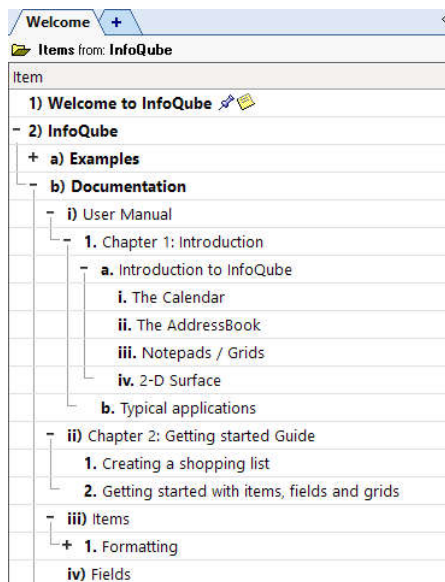 Welcome +
Items from: InfoQube
Item
1) Welcome to InfoQube
- 2) InfoQube
+ a) Examples
- b) Documentation
- i) User Manual
- 1. Chapter 1: Introduction
- a. Introduction to InfoQube
i. The Calendar
ii. The AddressBook
iii. Notepads / Grids
iv. 2-D Surface
b. Typical applications
- ii) Chapter 2: Getting started Guide
1. Creating a shopping list
2. Getting started with items, fields and grids
- iii) Items
+ 1. Formatting
iv) Fields